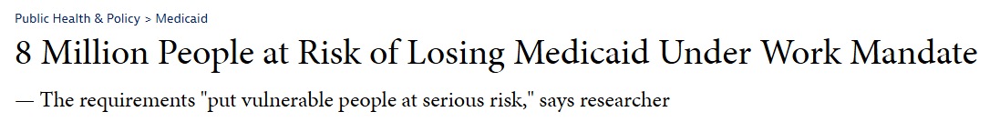 Public Health & Policy > Medicaid
8 Million People at Risk of Losing Medicaid Under Work Mandate
— The requirements "put vulnerable people at serious risk," says researcher